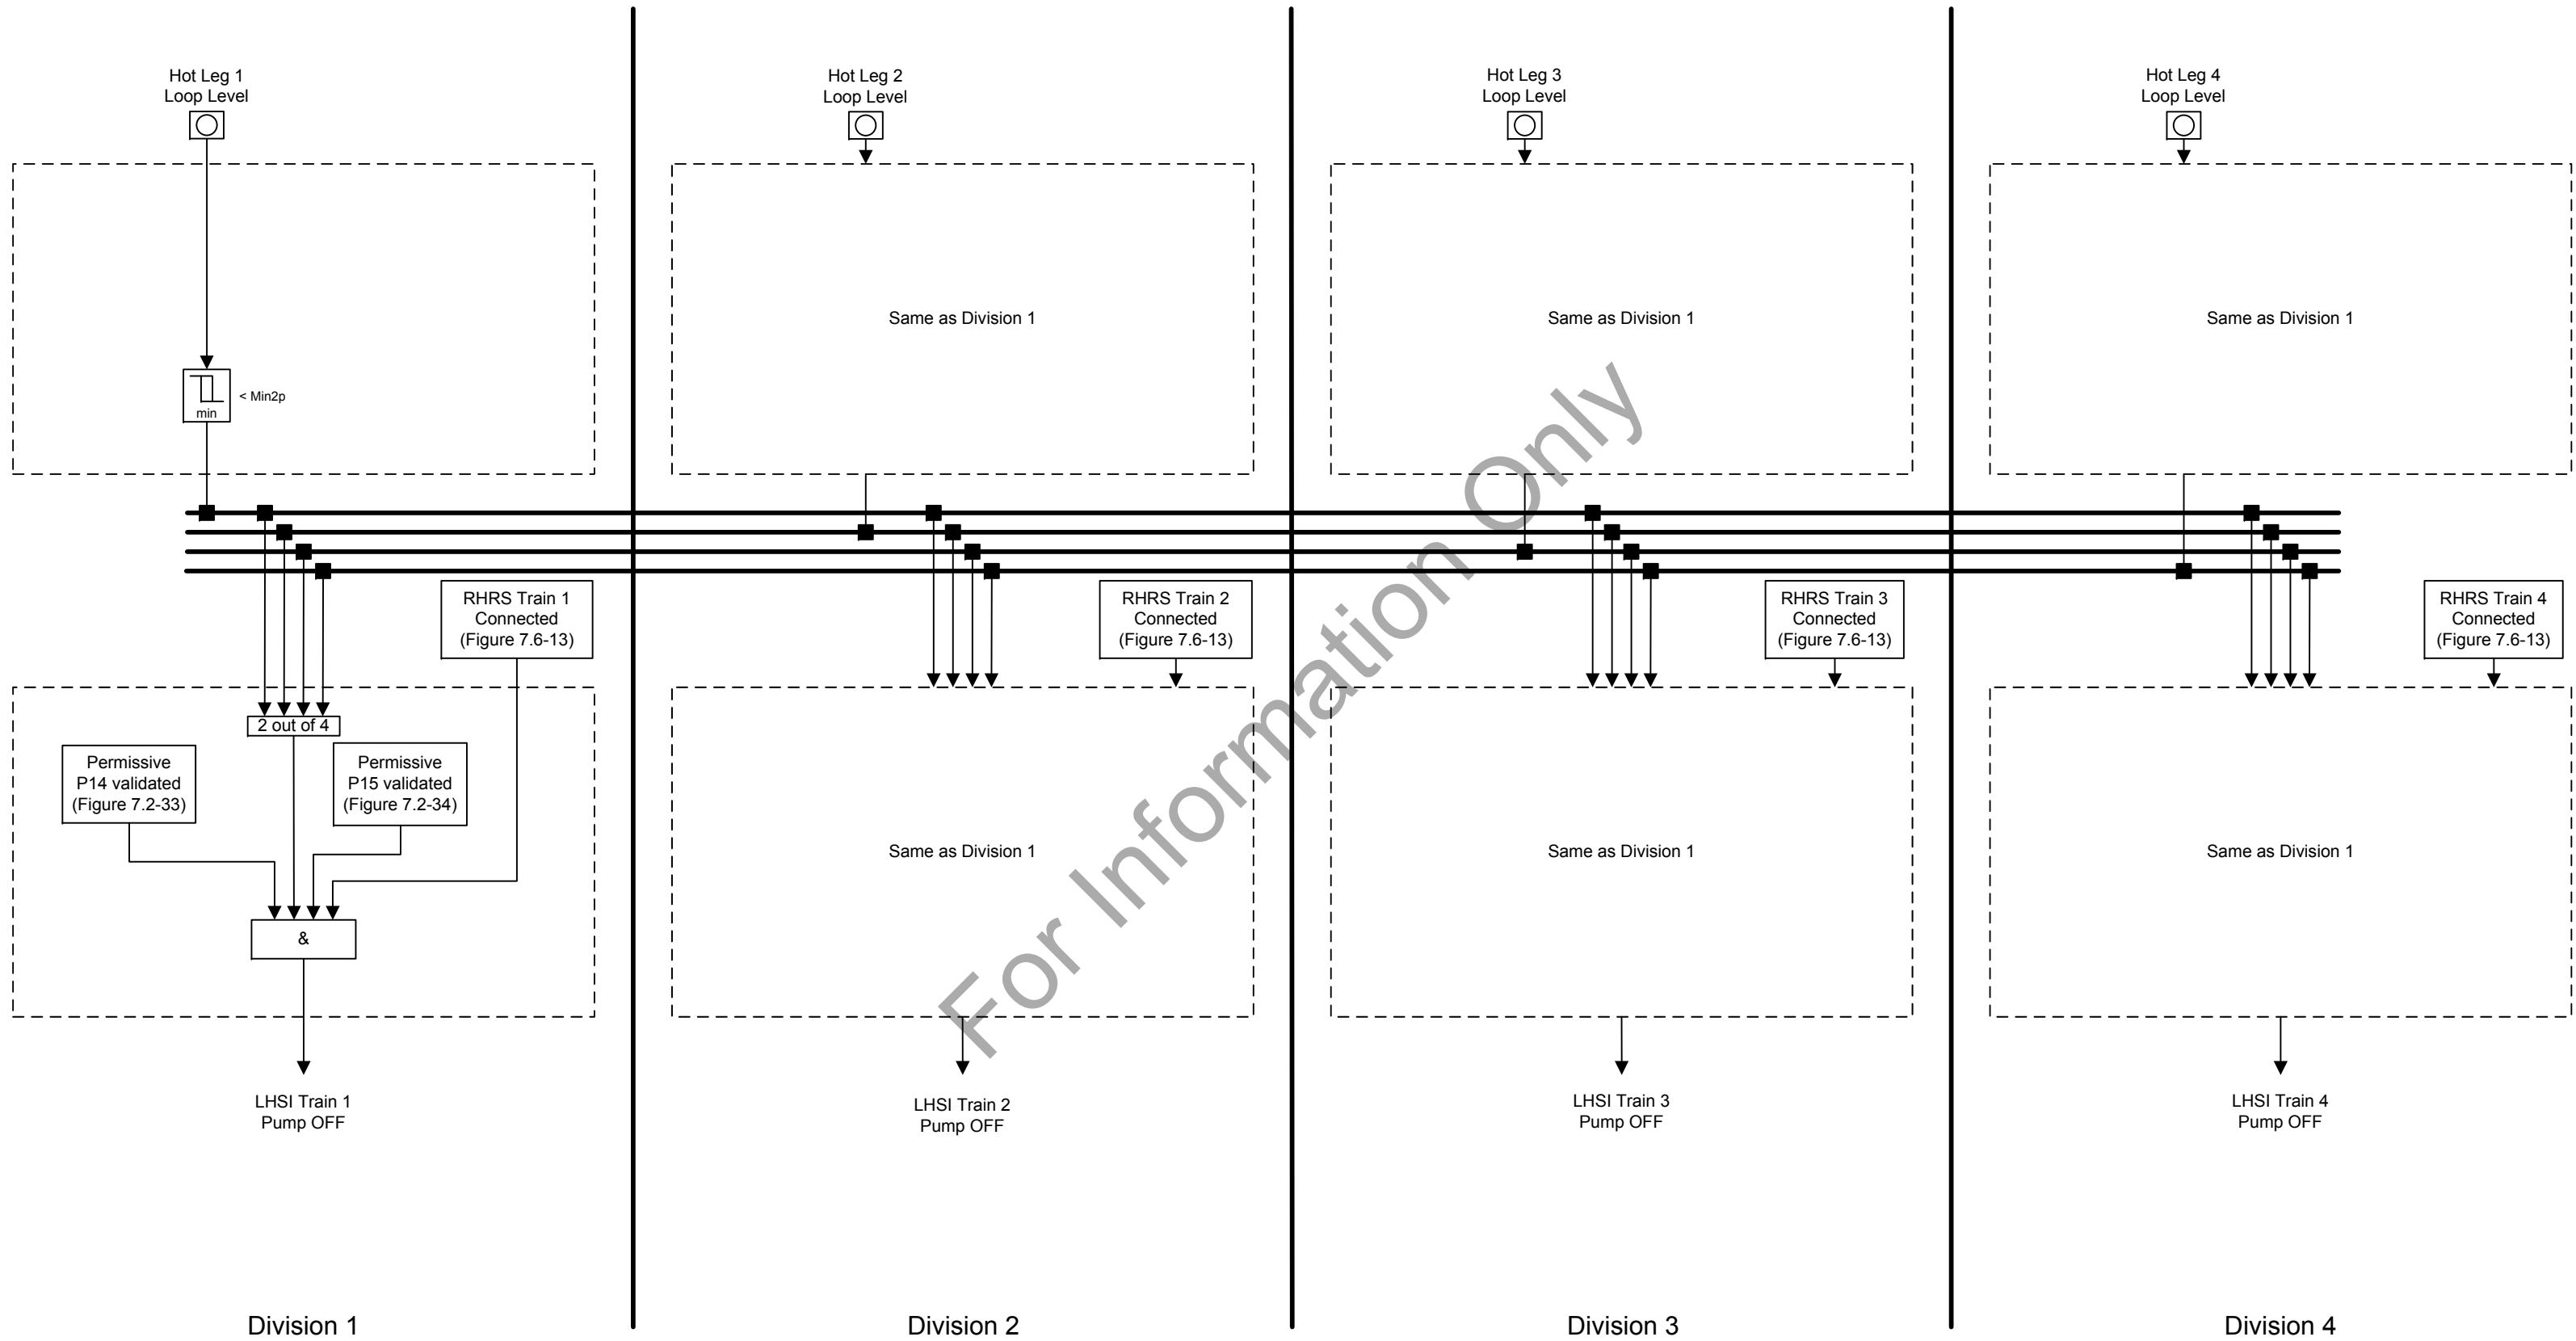 Hot Leg 1
Loop Level
Hot Leg 2
Loop Level
Hot Leg 3
Loop Level
Hot Leg 4
Loop Level
min
< Min2p
Same as Division 1
Same as Division 1
Same as Division 1
RHRS Train 1
Connected
(Figure 7.6-13)
RHRS Train 2
Connected
(Figure 7.6-13)
RHRS Train 3
Connected
(Figure 7.6-13)
RHRS Train 4
Connected
(Figure 7.6-13)
2 out of 4
Permissive
P14 validated
(Figure 7.2-33)
Permissive
P15 validated
(Figure 7.2-34)
&
Same as Division 1
Same as Division 1
Same as Division 1
For Information Only
LHSI Train 1
Pump OFF
LHSI Train 2
Pump OFF
LHSI Train 3
Pump OFF
LHSI Train 4
Pump OFF
Division 1
Division 2
Division 3
Division 4